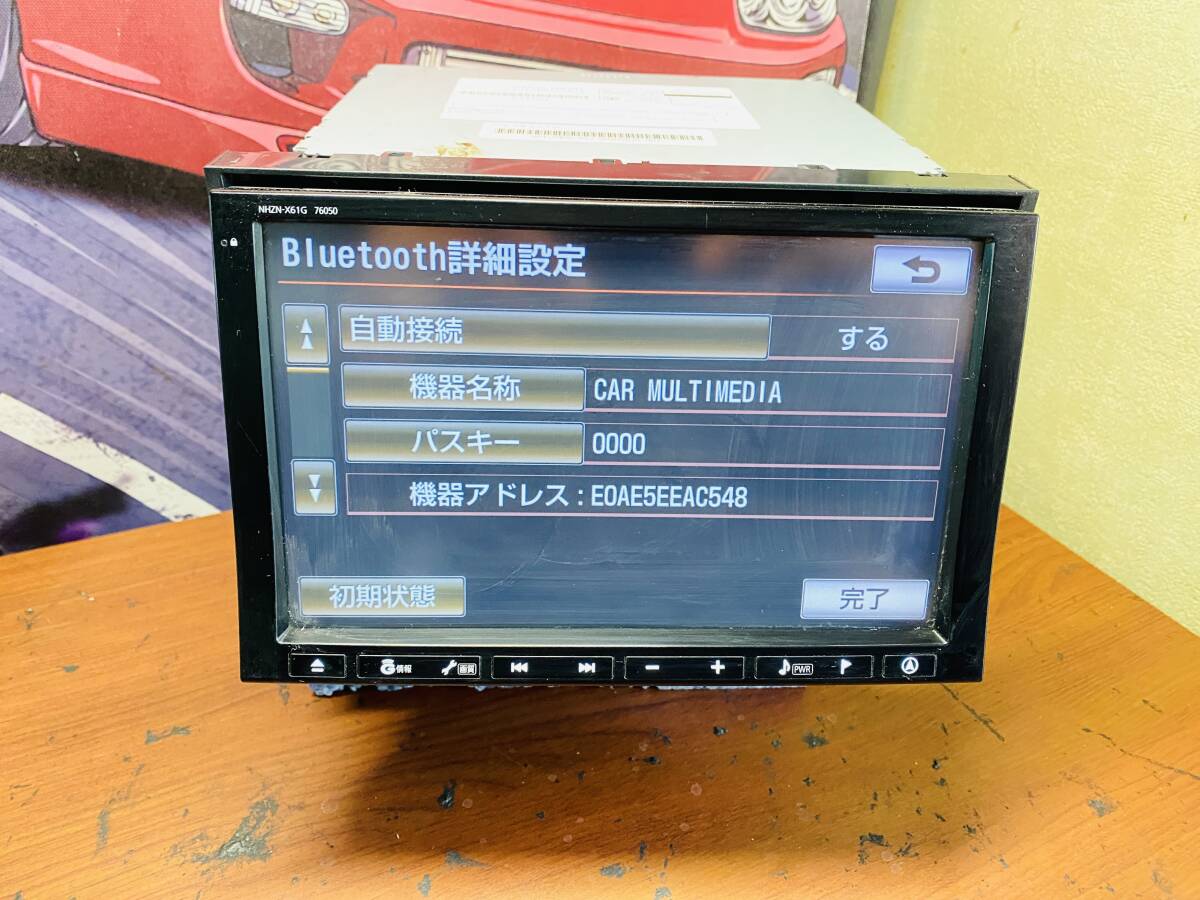 NHZN-X61G 76050
Bluetooth詳細設定
自動接続 する
機器名称 CAR MULTIMEDIA
パスキー 0000
機器アドレス:E0AE5EEAC548
初期状態 完了
G情報 画質 PWR